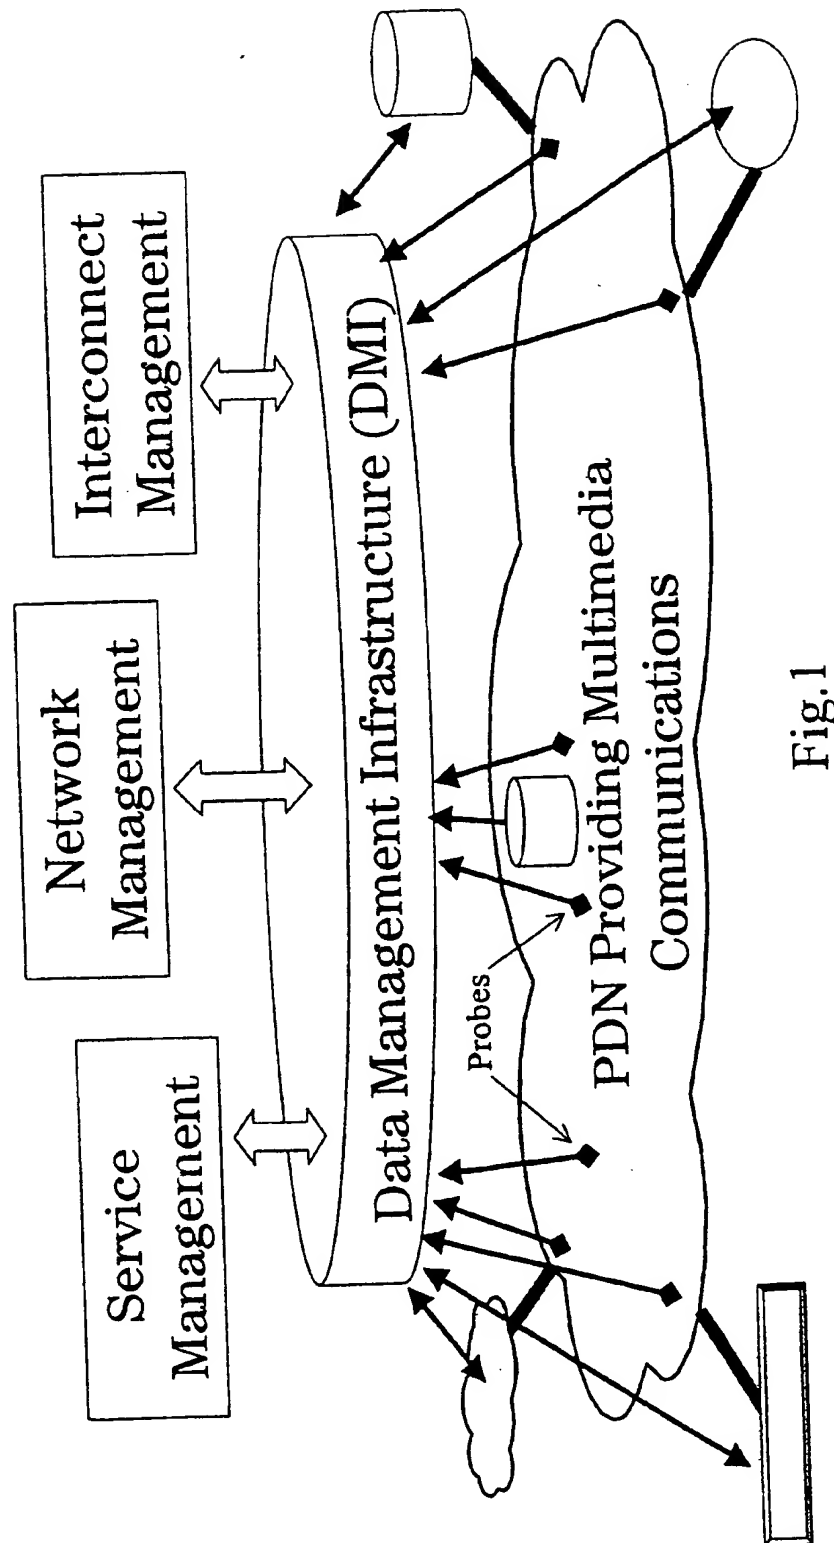 Service
Management
Network
Management
Interconnect
Management
Data Management Infrastructure (DMI)
Probes
PDN Providing Multimedia
Communications
Fig.1